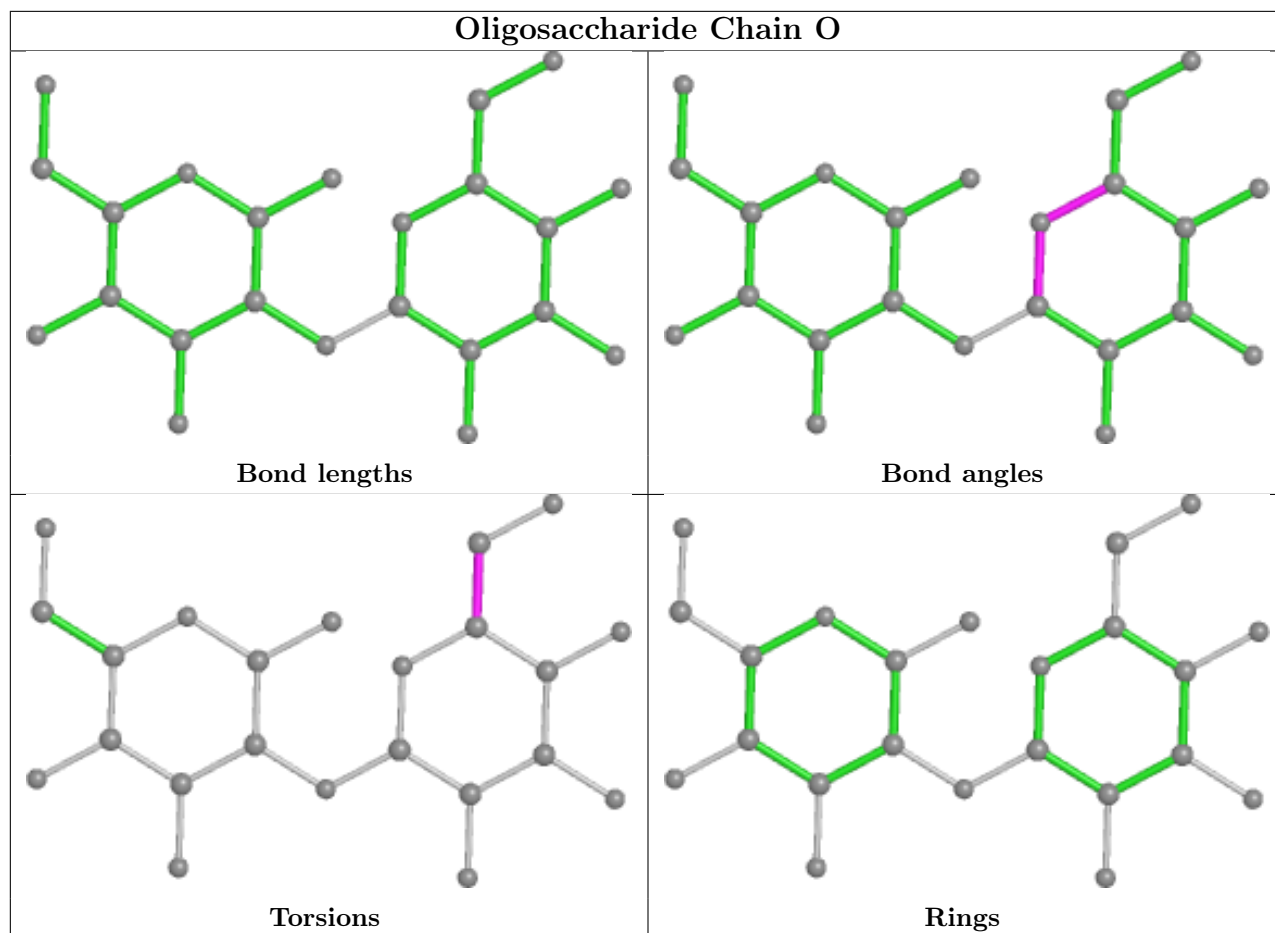 Oligosaccharide Chain O
Bond lengths
Bond angles
Torsions
Rings